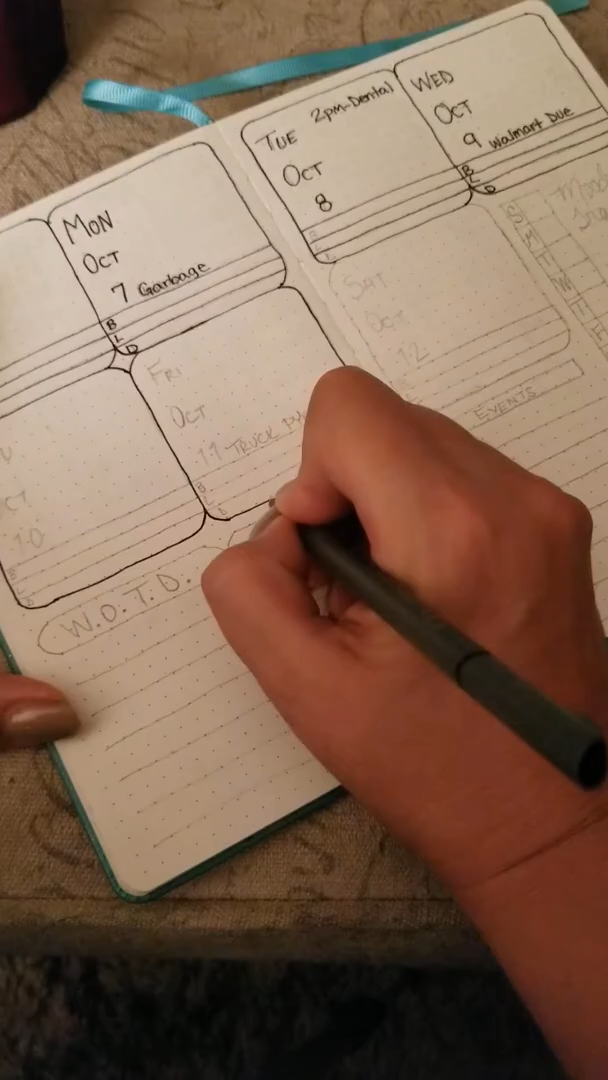 MON
OCT
7 Garbage
B
L
D
TUE 2pm-Dental
OCT
8
B
L
WED
OCT
9 Walmart Due
B
L
D
OCT
10
B
L
D
FRI
OCT
11 TRUCK
B
L
D
SAT
OCT
12
EVENTS
S
M
T
W
T
F
W.O.T.D.